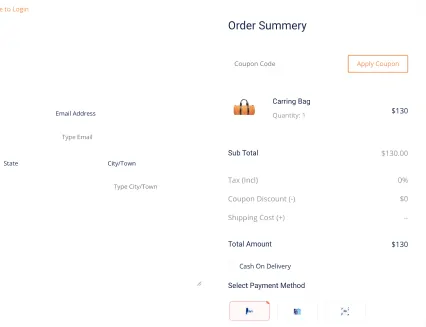 e to Login
Order Summery
Coupon Code
Apply Coupon
Email Address
Carring Bag
$130
Quantity: 1
Type Email
Sub Total
$130.00
State
City/Town
Tax (Incl)
0%
Type City/Town
Coupon Discount (-)
$0
Shipping Cost (+)
--
Total Amount
$130
Cash On Delivery
Select Payment Method